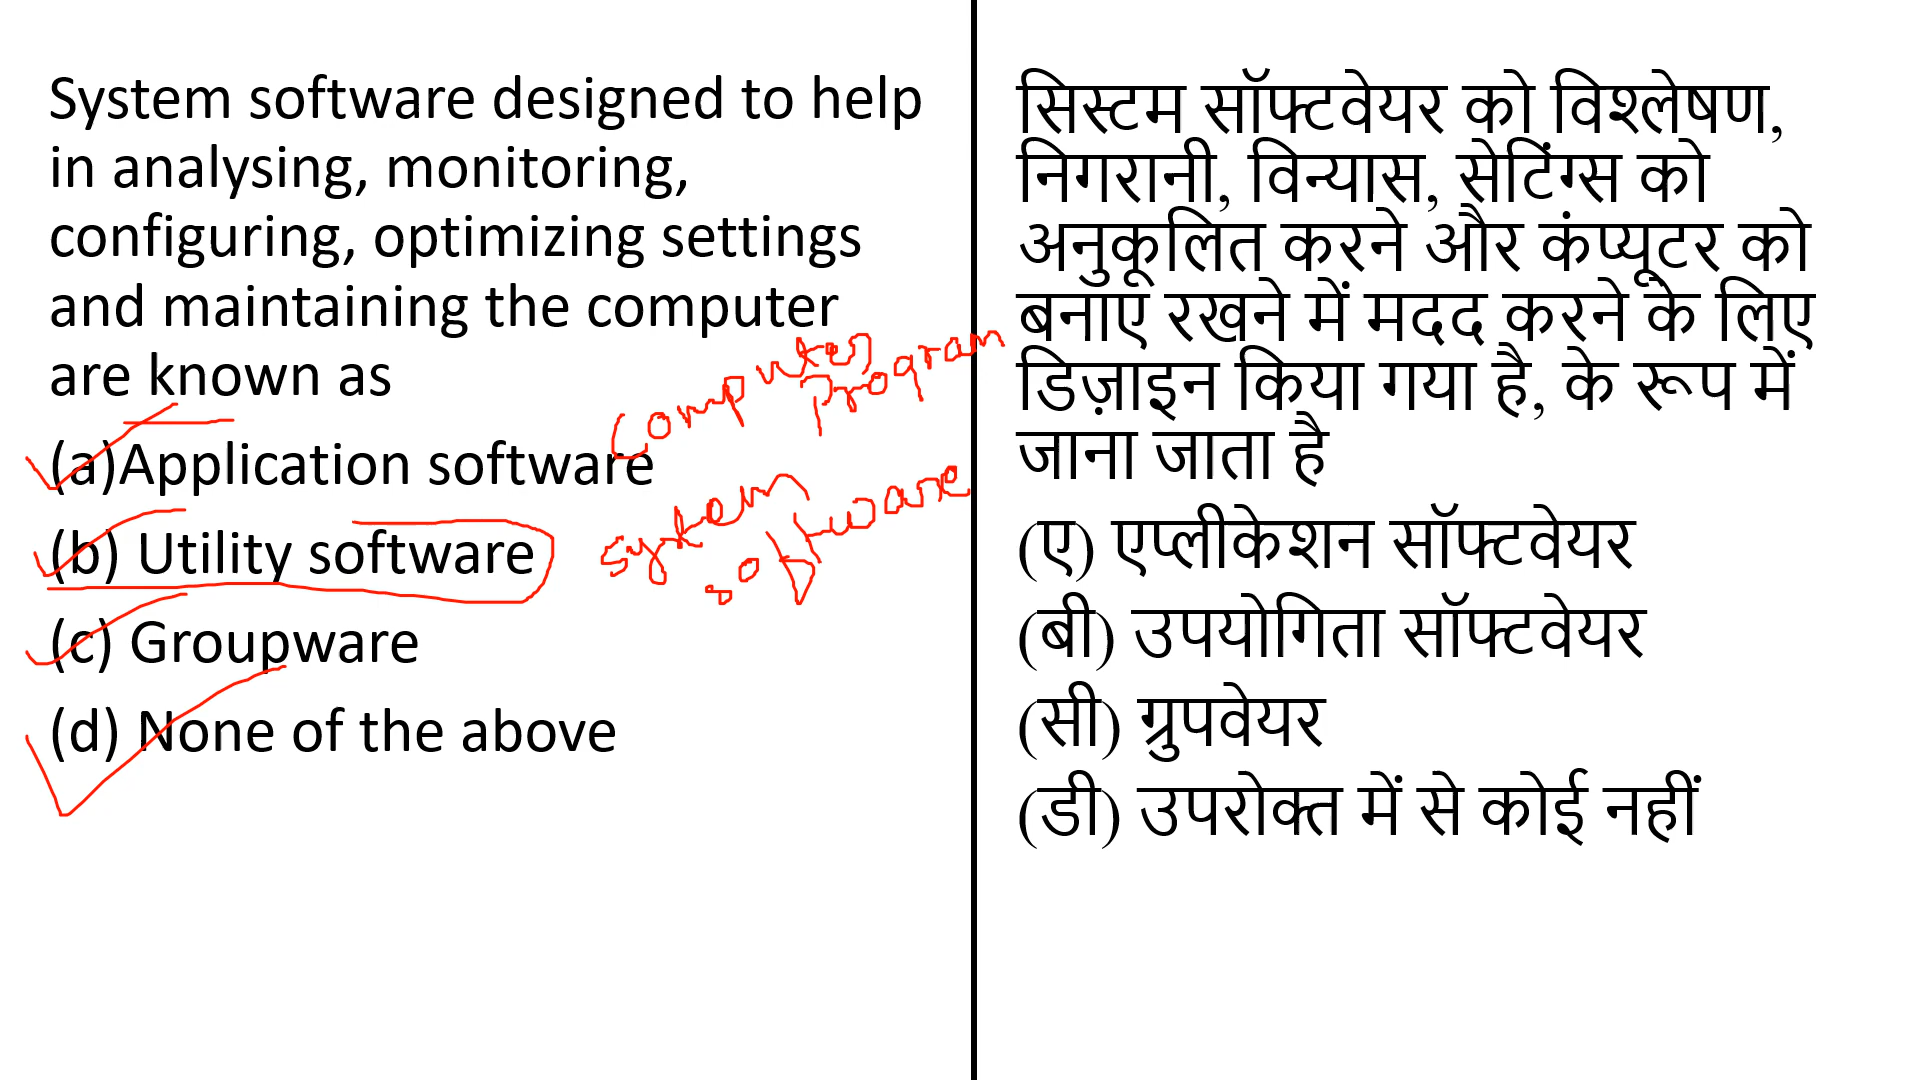 System software designed to help
in analysing, monitoring,
configuring, optimizing settings
and maintaining the computer
are known as
(a)Application software
(b) Utility software
(c) Groupware
(d) None of the above
Computer
Program
System
software
सिस्टम सॉफ्टवेयर को विश्लेषण,
निगरानी, विन्यास, सेटिंग्स को
अनुकूलित करने और कंप्यूटर को
बनाए रखने में मदद करने के लिए
डिज़ाइन किया गया है, के रूप में
जाना जाता है
(ए) एप्लीकेशन सॉफ्टवेयर
(बी) उपयोगिता सॉफ्टवेयर
(सी) ग्रुपवेयर
(डी) उपरोक्त में से कोई नहीं